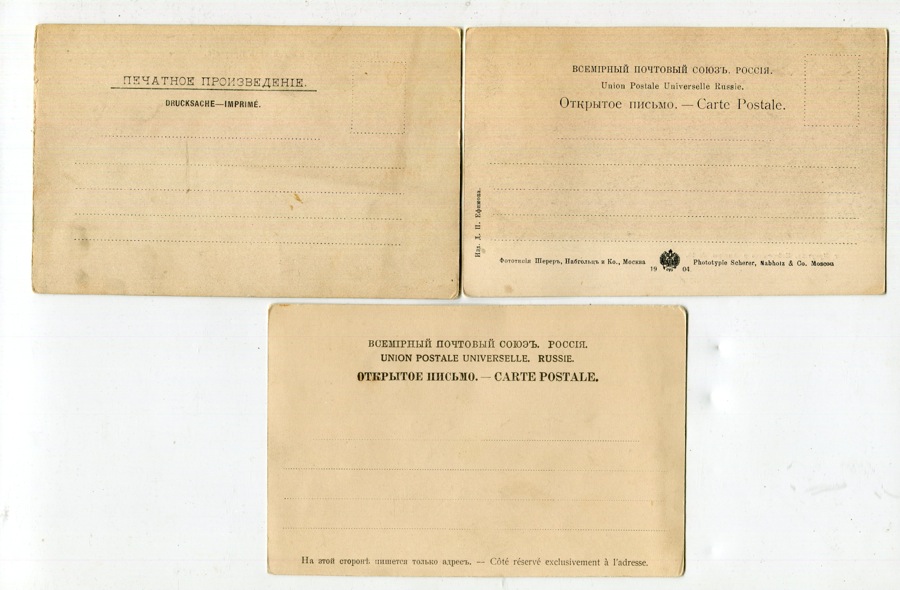 ПЕЧАТНОЕ ПРОИЗВЕДЕНІЕ.
DRUCKSACHE—IMPRIMÉ.
ВСЕМІРНЫЙ ПОЧТОВЫЙ СОЮЗЪ. РОССІЯ.
Union Postale Universelle Russie.
Открытое письмо. — Carte Postale.
Изд. Д. П. Ефимова.
Фототипія Шереръ, Набгольцъ и Ко., Москва
19 04
Phototypie Scherer, Nabholz & Co. Moscou
ВСЕМІРНЫЙ ПОЧТОВЫЙ СОЮЗЪ. РОССІЯ.
UNION POSTALE UNIVERSELLE. RUSSIE.
ОТКРЫТОЕ ПИСЬМО. — CARTE POSTALE.
На этой сторонѣ пишется только адресъ. — Côté réservé exclusivement à l'adresse.